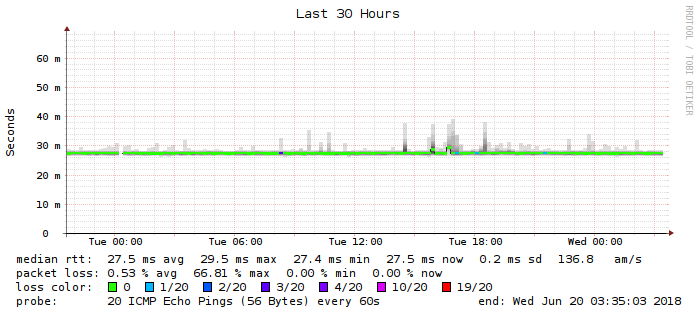 Last 30 Hours
RRDTOOL / TOBI OETIKER
Seconds
60 m
50 m
40 m
30 m
20 m
10 m
0
Tue 00:00 Tue 06:00 Tue 12:00 Tue 18:00 Wed 00:00
median rtt: 27.5 ms avg 29.5 ms max 27.4 ms min 27.5 ms now 0.2 ms sd 136.8 am/s
packet loss: 0.53 % avg 66.81 % max 0.00 % min 0.00 % now
loss color: 0 1/20 2/20 3/20 4/20 10/20 19/20
probe: 20 ICMP Echo Pings (56 Bytes) every 60s end: Wed Jun 20 03:35:03 2018